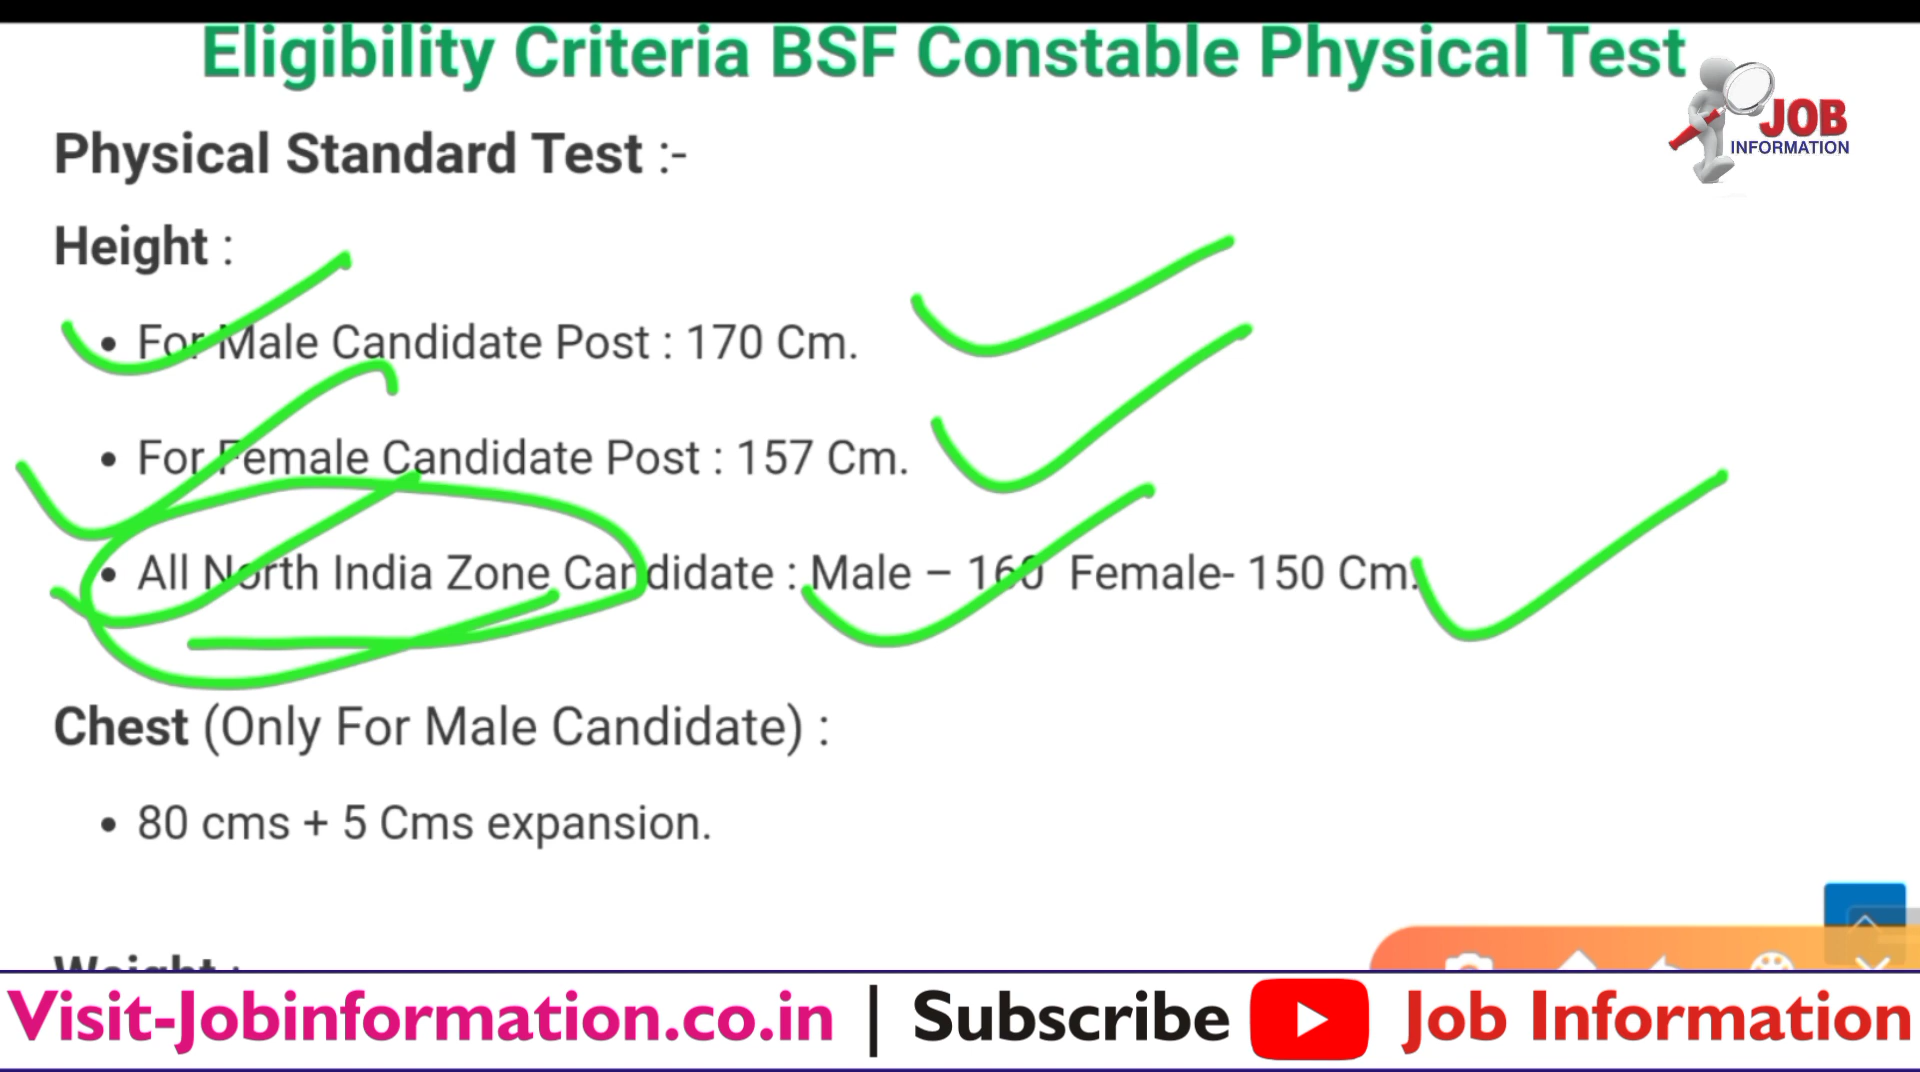 Eligibility Criteria BSF Constable Physical Test
JOB
INFORMATION
Physical Standard Test :-
Height :
• For Male Candidate Post : 170 Cm.
• For Female Candidate Post : 157 Cm.
• All North India Zone Candidate : Male – 160 Female- 150 Cm.
Chest (Only For Male Candidate) :
• 80 cms + 5 Cms expansion.
Weight :
Visit-Jobinformation.co.in | Subscribe Job Information